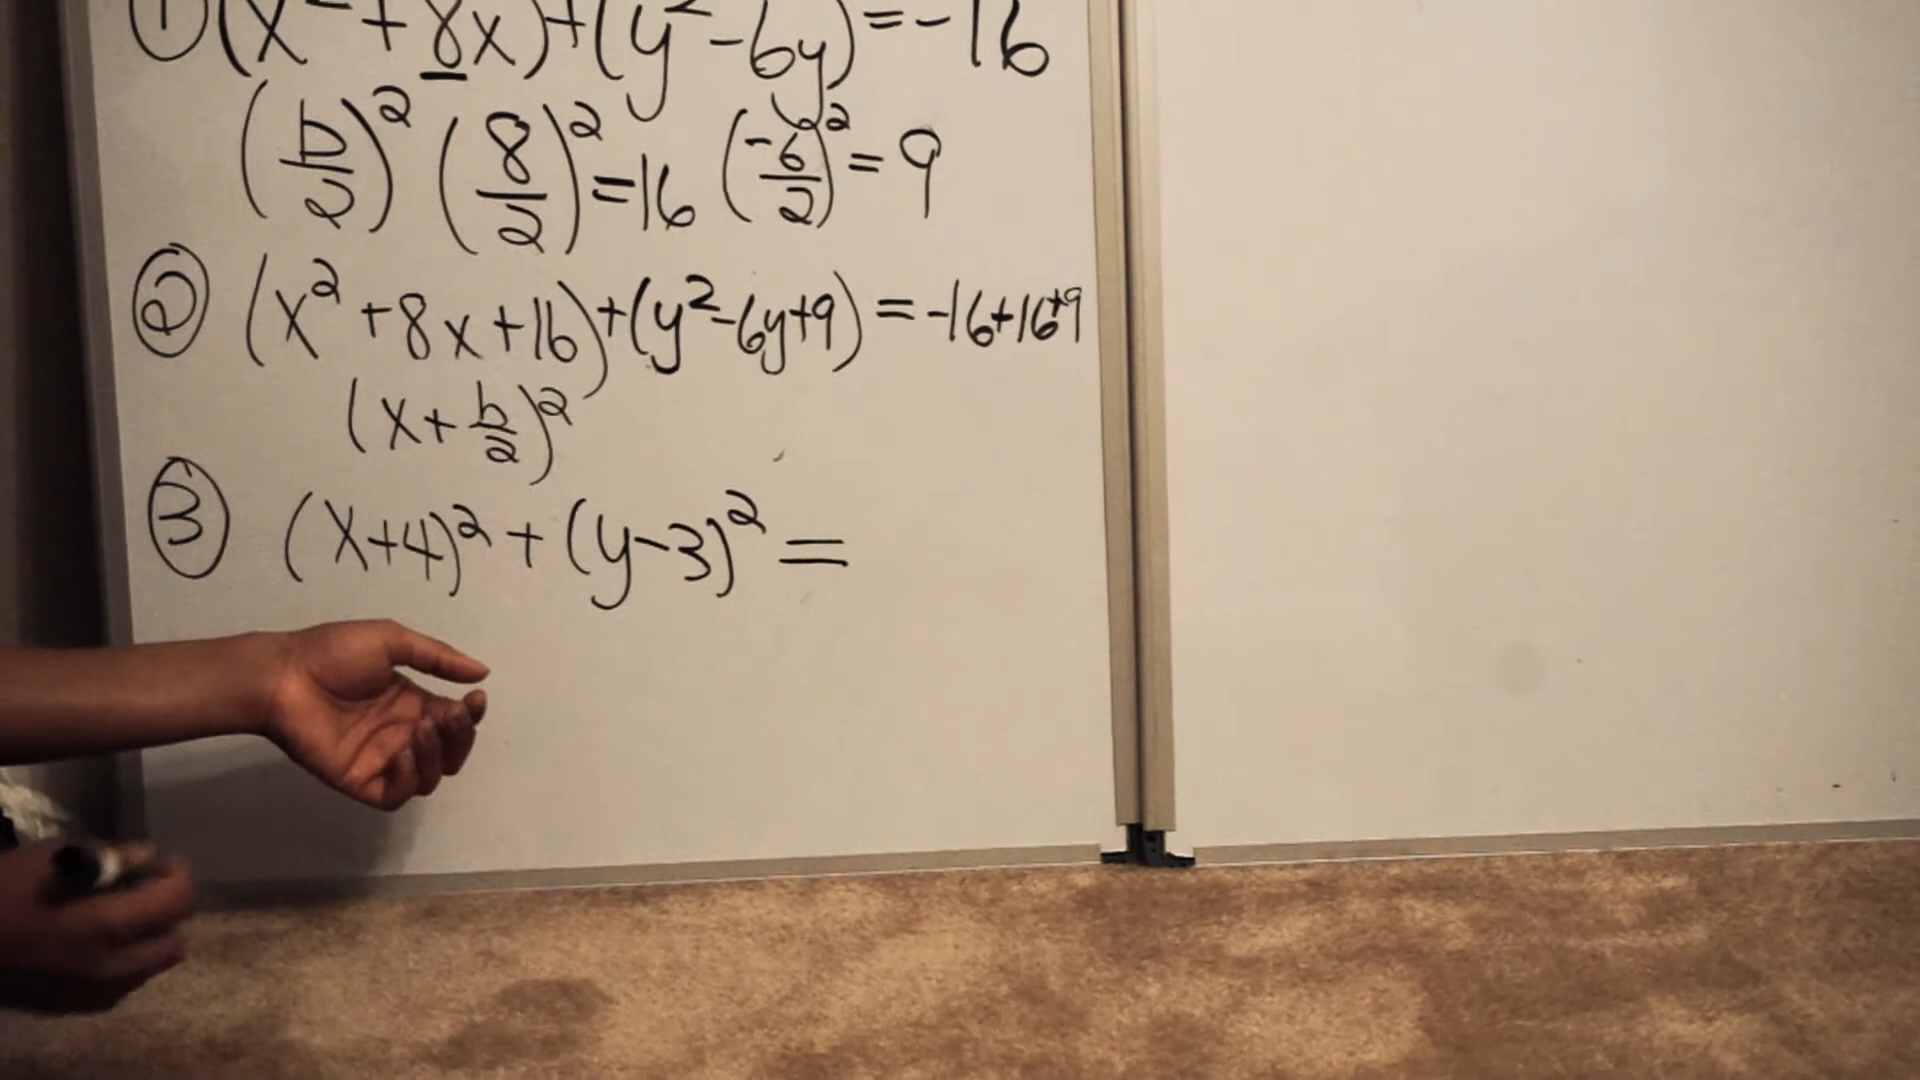 ① (x² + 8x) + (y² - 6y) = -16
(b/2)² (8/2)² = 16 (-6/2)² = 9
② (x² + 8x + 16) + (y² - 6y + 9) = -16 + 16 + 9
(x + b/2)²
③ (x + 4)² + (y - 3)² =